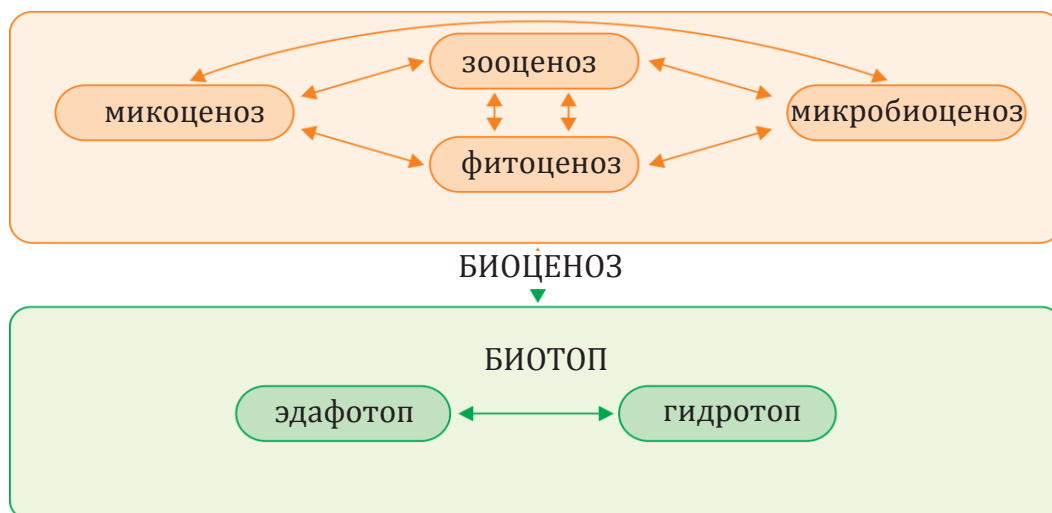 зооценоз
микоценоз
микробиоценоз
фитоценоз
БИОЦЕНОЗ
БИОТОП
эдафотоп
гидротоп